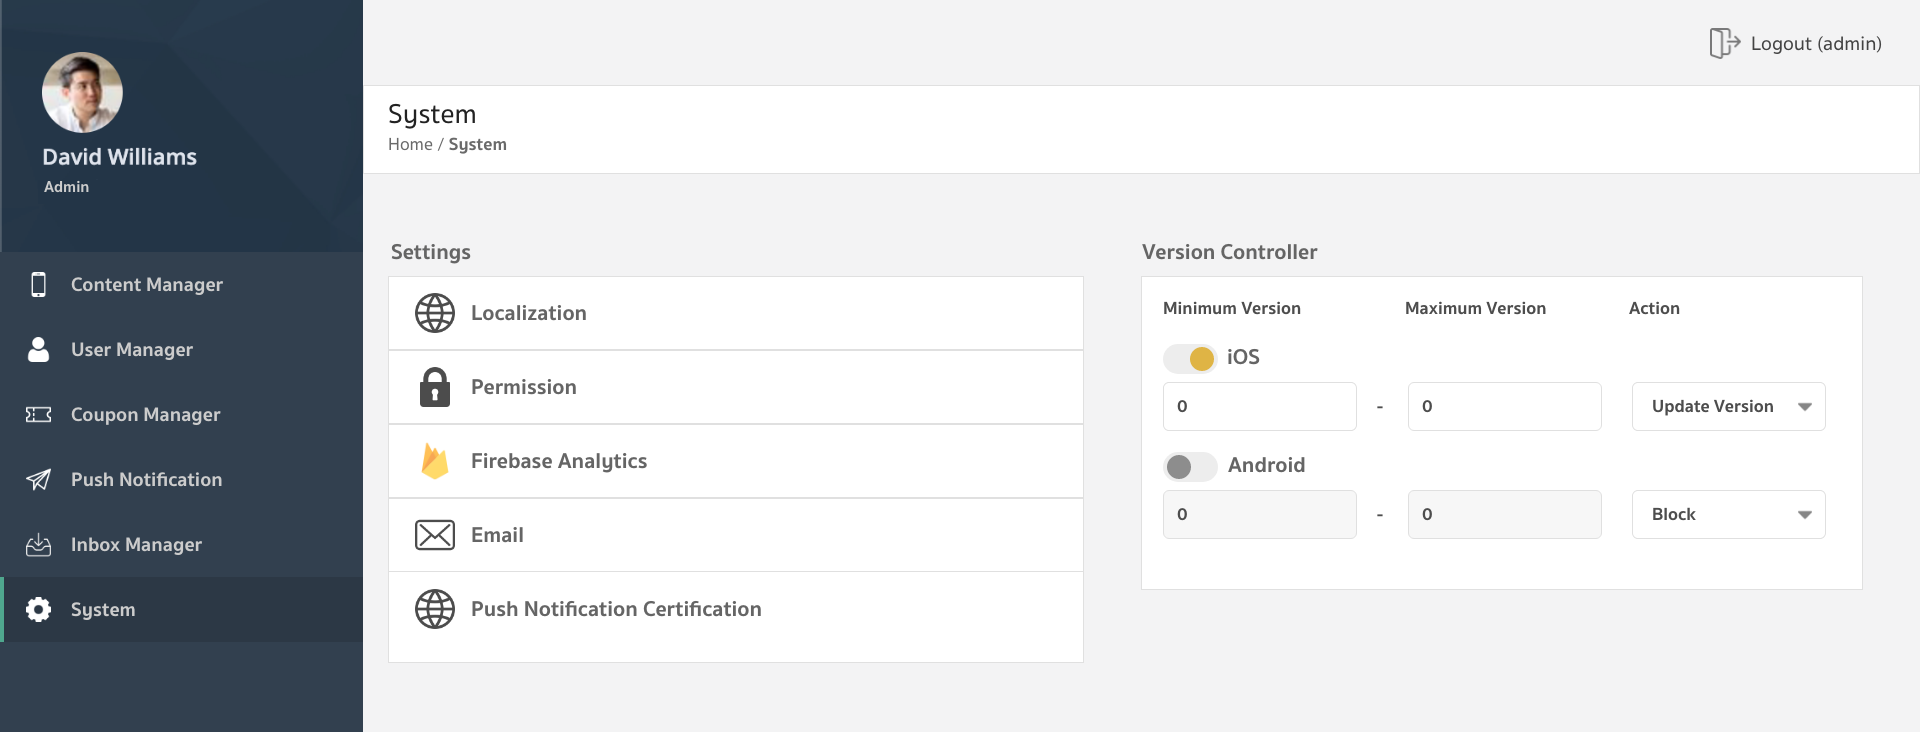 David Williams
Admin
Content Manager
User Manager
Coupon Manager
Push Notification
Inbox Manager
System
Logout (admin)
System
Home / System
Settings
Localization
Permission
Firebase Analytics
Email
Push Notification Certification
Version Controller
Minimum Version Maximum Version Action
iOS
0 - 0 Update Version
Android
0 - 0 Block